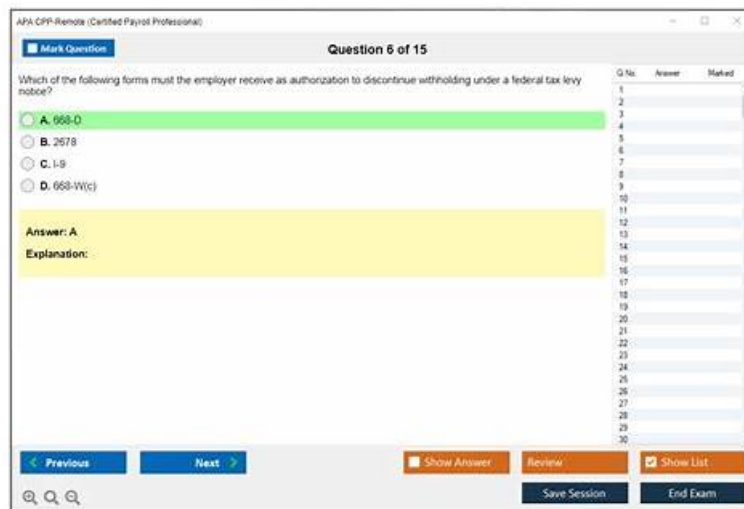 APA CPP-Remote (Certified Payroll Professional)
Mark Question
Question 6 of 15
Which of the following forms must the employer receive as authorization to discontinue withholding under a federal tax levy
notice?
A. 668-D
B. 2678
C. I-9
D. 668-W(c)
Answer: A
Explanation:
Q No. Answer Marked
1
2
3
4
5
6
7
8
9
10
11
12
13
14
15
16
17
18
19
20
21
22
23
24
25
26
27
28
29
30
Previous
Next
Show Answer
Review
Show List
Save Session
End Exam